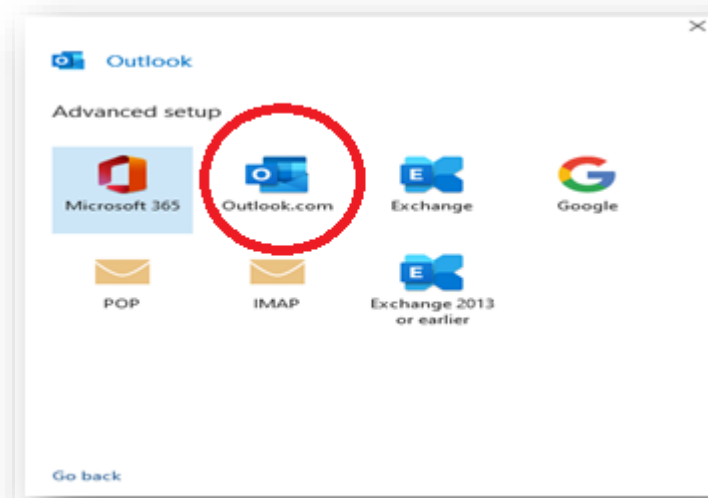 Outlook
Advanced setup
Microsoft 365
Outlook.com
Exchange
Google
POP
IMAP
Exchange 2013
or earlier
Go back